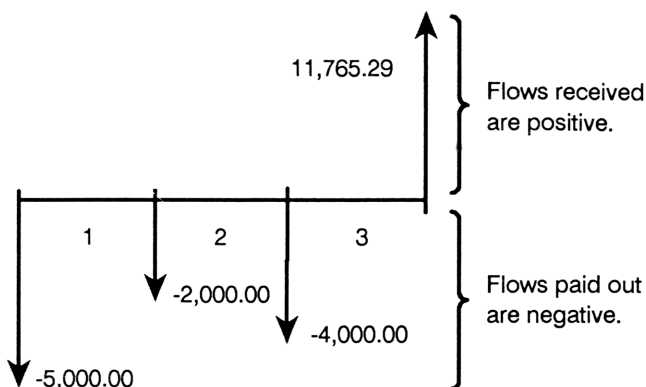 11,765.29
Flows received
are positive.
1
2
3
-2,000.00
-4,000.00
-5,000.00
Flows paid out
are negative.